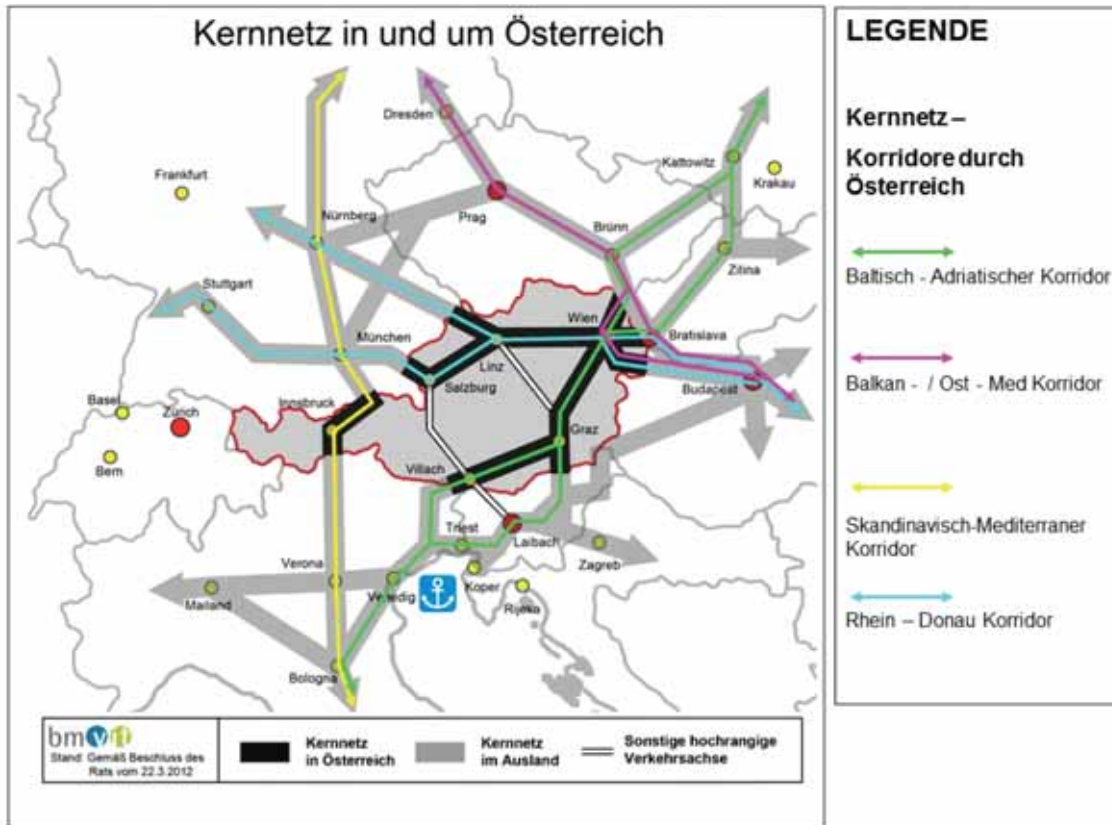 Kernnetz in und um Österreich
Dresden
Kattowitz
Krakau
Frankfurt
Nürnberg
Prag
Brünn
Zilina
Stuttgart
Wien
München
Bratislava
Linz
Salzburg
Budapest
Innsbruck
Basel
Zürich
Graz
Bern
Villach
Triest
Laibach
Verona
Zagreb
Koper
Venedig
Mailand
Rijeka
Bologna
bmvit
Stand: Gemäß Beschluss des
Rats vom 22.3.2012
Kernnetz
in Österreich
Kernnetz
im Ausland
Sonstige hochrangige
Verkehrsachse
LEGENDE
Kernnetz –
Korridore durch
Österreich
Baltisch - Adriatischer Korridor
Balkan - / Ost - Med Korridor
Skandinavisch-Mediterraner
Korridor
Rhein – Donau Korridor